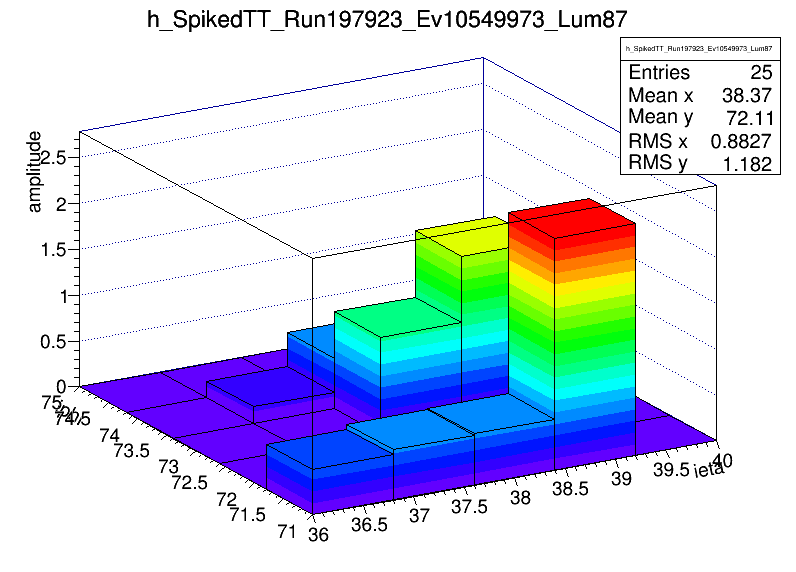 h_SpikedTT_Run197923_Ev10549973_Lum87
h_SpikedTT_Run197923_Ev10549973_Lum87
Entries 25
Mean x 38.37
Mean y 72.11
RMS x 0.8827
RMS y 1.182
amplitude
2.5
2
1.5
1
0.5
0
75
74.5
74
73.5
73
72.5
72
71.5
71
36
36.5
37
37.5
38
38.5
39
39.5
40
ieta